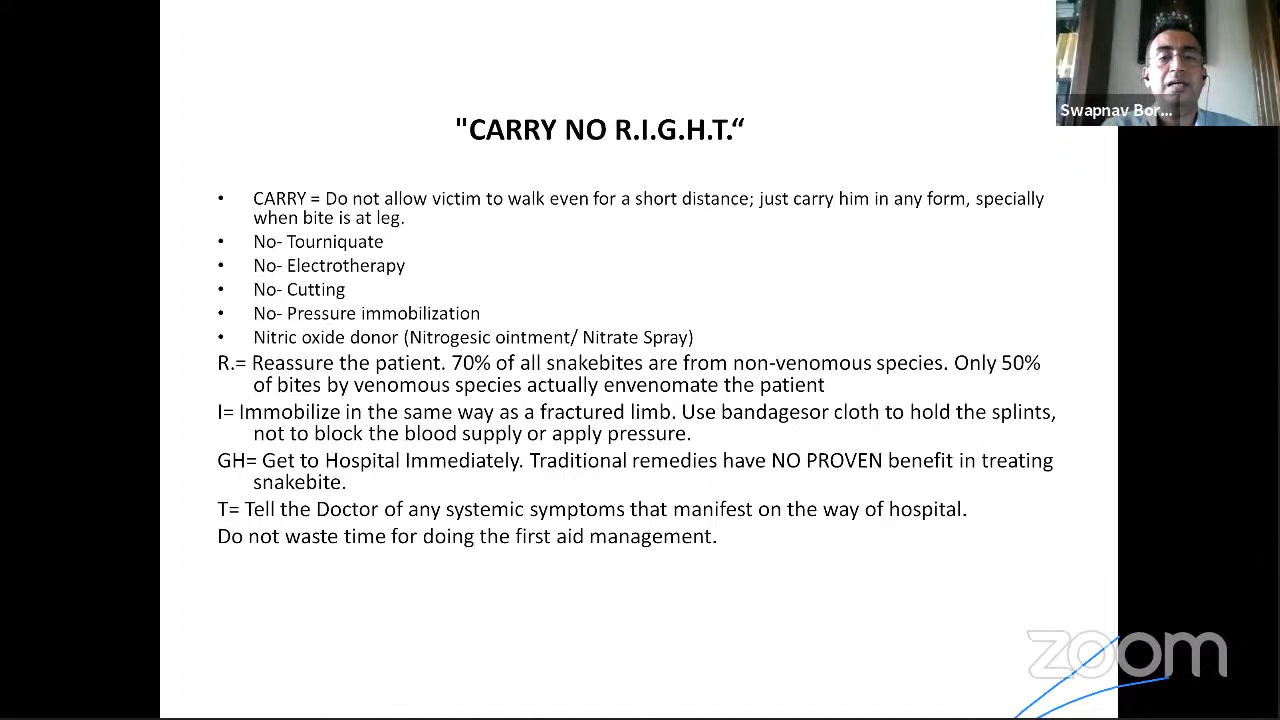 Swapnav Bor...
"CARRY NO R.I.G.H.T.“
• CARRY = Do not allow victim to walk even for a short distance; just carry him in any form, specially
when bite is at leg.
• No- Tourniquate
• No- Electrotherapy
• No- Cutting
• No- Pressure immobilization
• Nitric oxide donor (Nitrogesic ointment/ Nitrate Spray)
R.= Reassure the patient. 70% of all snakebites are from non-venomous species. Only 50%
of bites by venomous species actually envenomate the patient
I= Immobilize in the same way as a fractured limb. Use bandagesor cloth to hold the splints,
not to block the blood supply or apply pressure.
GH= Get to Hospital Immediately. Traditional remedies have NO PROVEN benefit in treating
snakebite.
T= Tell the Doctor of any systemic symptoms that manifest on the way of hospital.
Do not waste time for doing the first aid management.
zoom